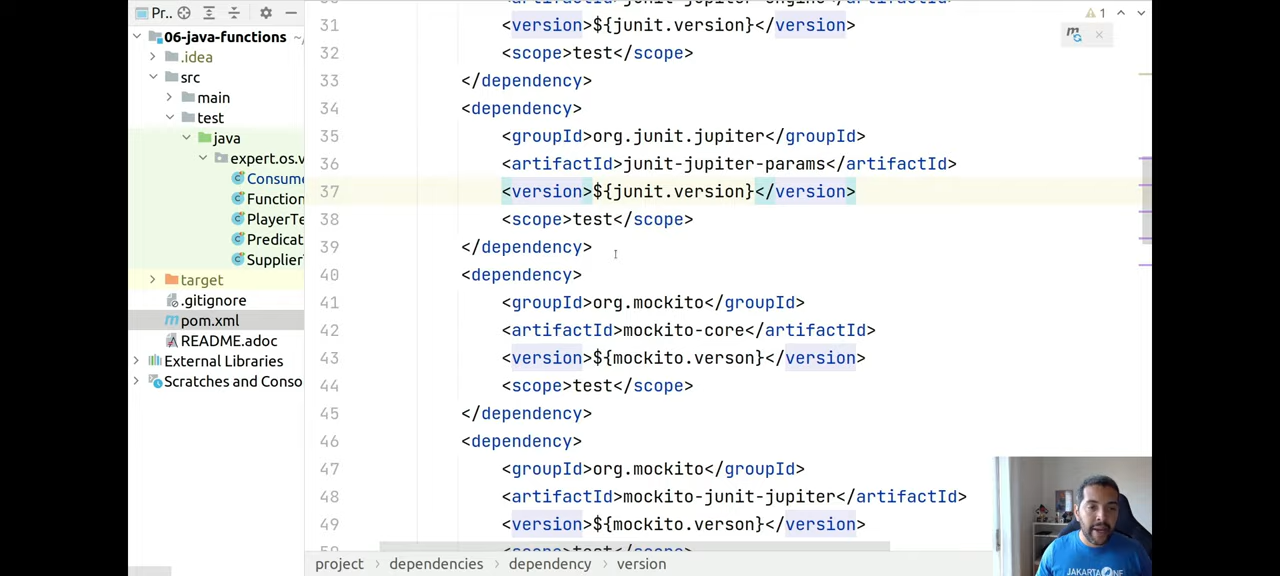 Pr..
06-java-functions
.idea
src
main
test
java
expert.os.v
Consume
Function
PlayerTe
Predicat
Supplier
target
.gitignore
pom.xml
README.adoc
External Libraries
Scratches and Conso
1
31 <version>${junit.version}</version>
32 <scope>test</scope>
33 </dependency>
34 <dependency>
35 <groupId>org.junit.jupiter</groupId>
36 <artifactId>junit-jupiter-params</artifactId>
37 <version>${junit.version}</version>
38 <scope>test</scope>
39 </dependency>
40 <dependency>
41 <groupId>org.mockito</groupId>
42 <artifactId>mockito-core</artifactId>
43 <version>${mockito.verson}</version>
44 <scope>test</scope>
45 </dependency>
46 <dependency>
47 <groupId>org.mockito</groupId>
48 <artifactId>mockito-junit-jupiter</artifactId>
49 <version>${mockito.verson}</version>
project > dependencies > dependency > version
JAKARTAONE